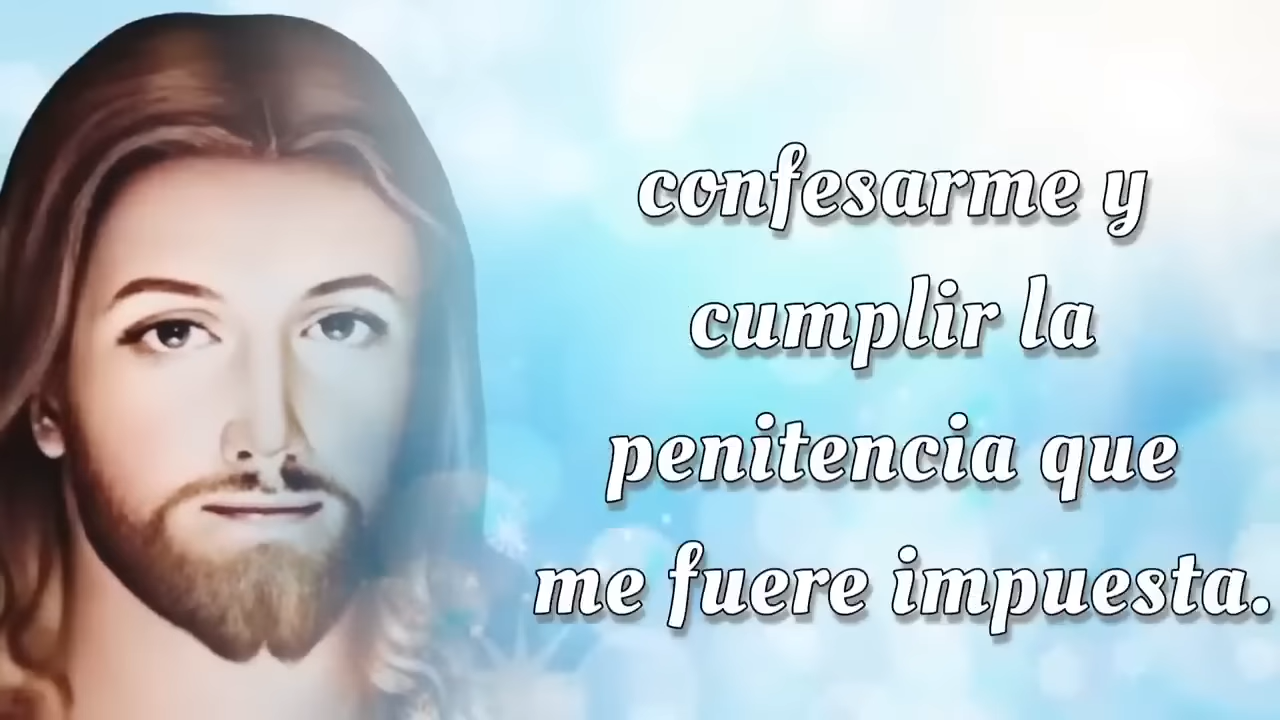 confesarme y
cumplir la
penitencia que
me fuere impuesta.